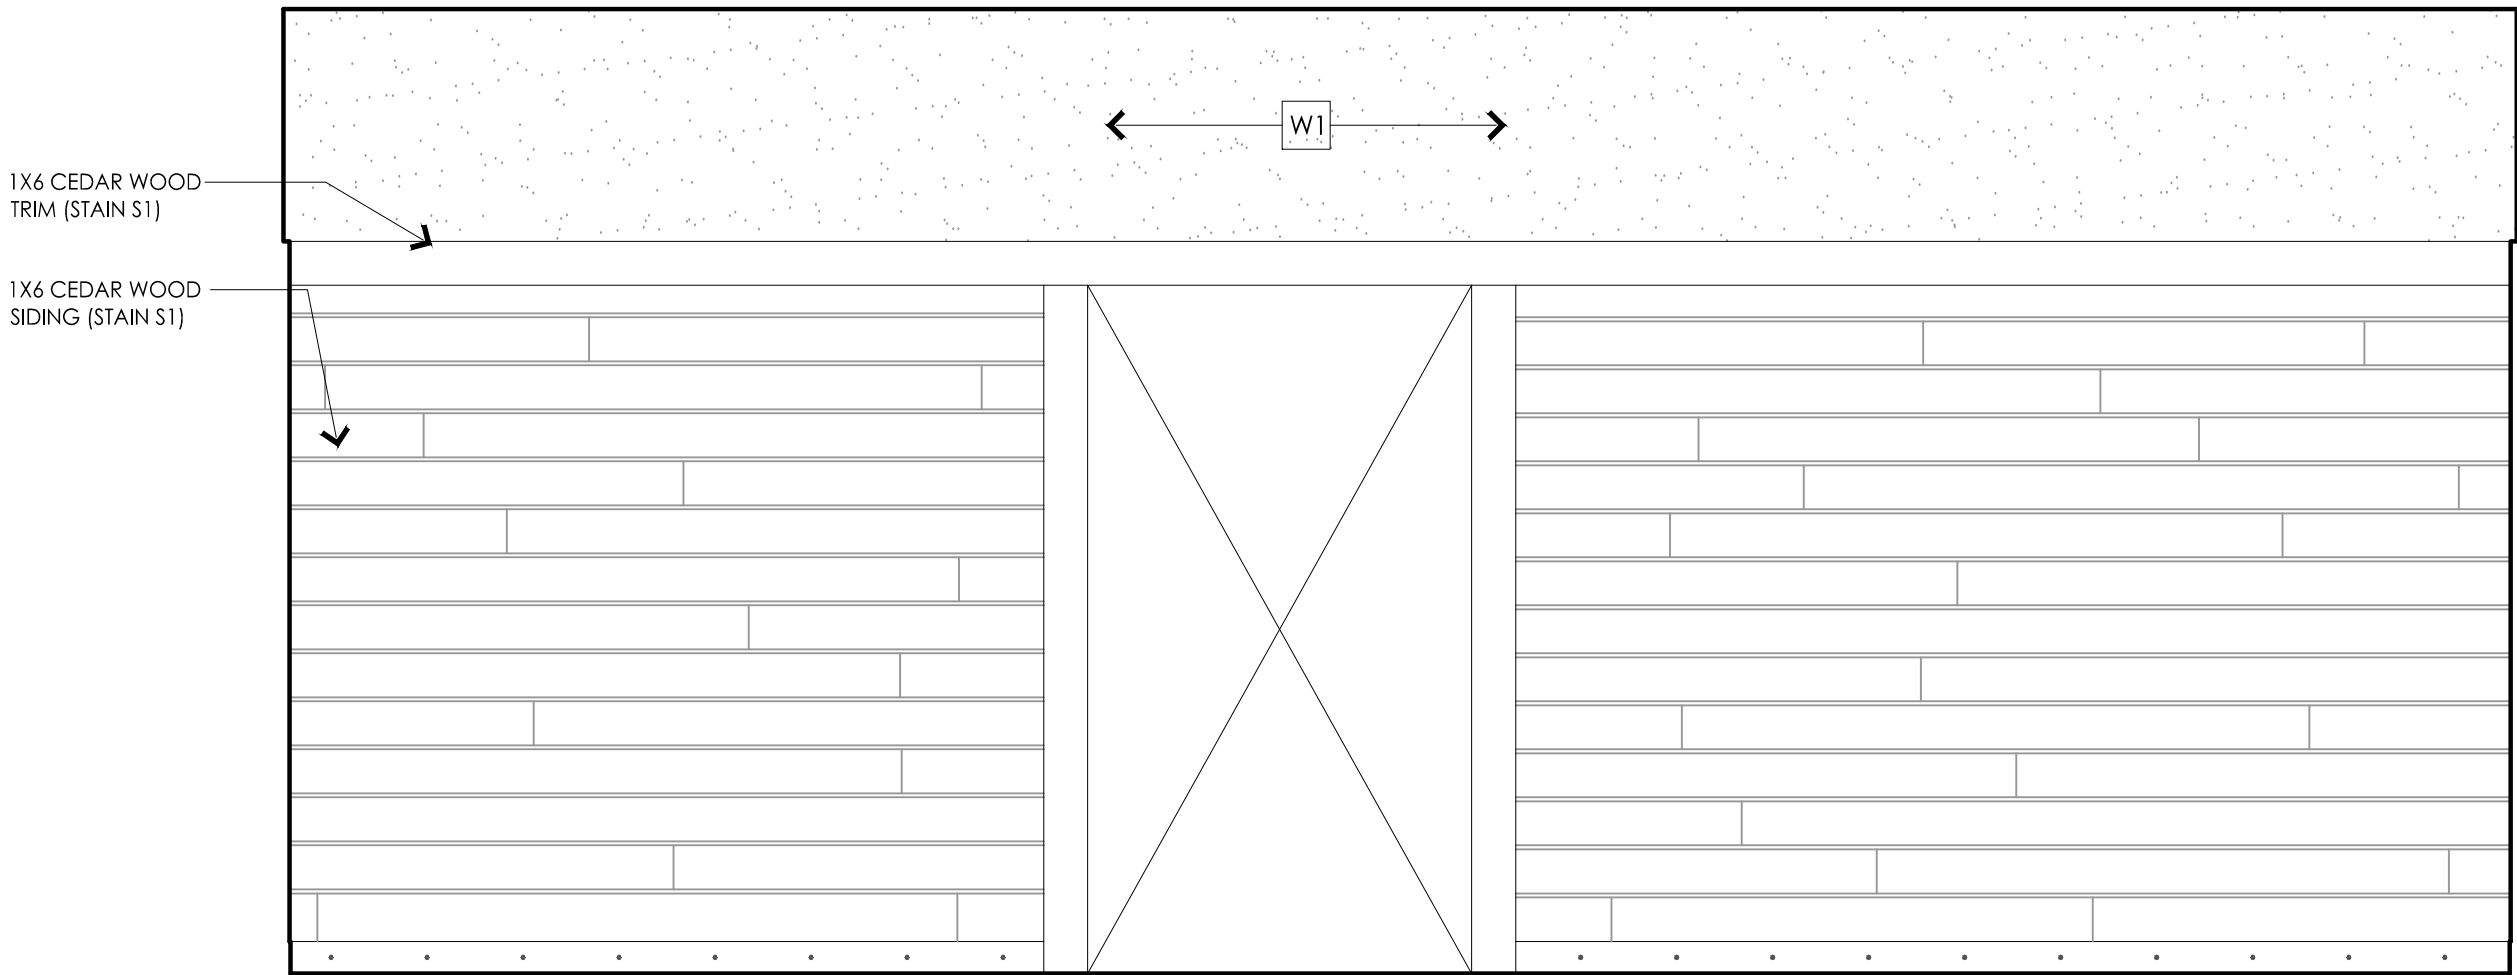 W1
1X6 CEDAR WOOD
TRIM (STAIN S1)
1X6 CEDAR WOOD
SIDING (STAIN S1)